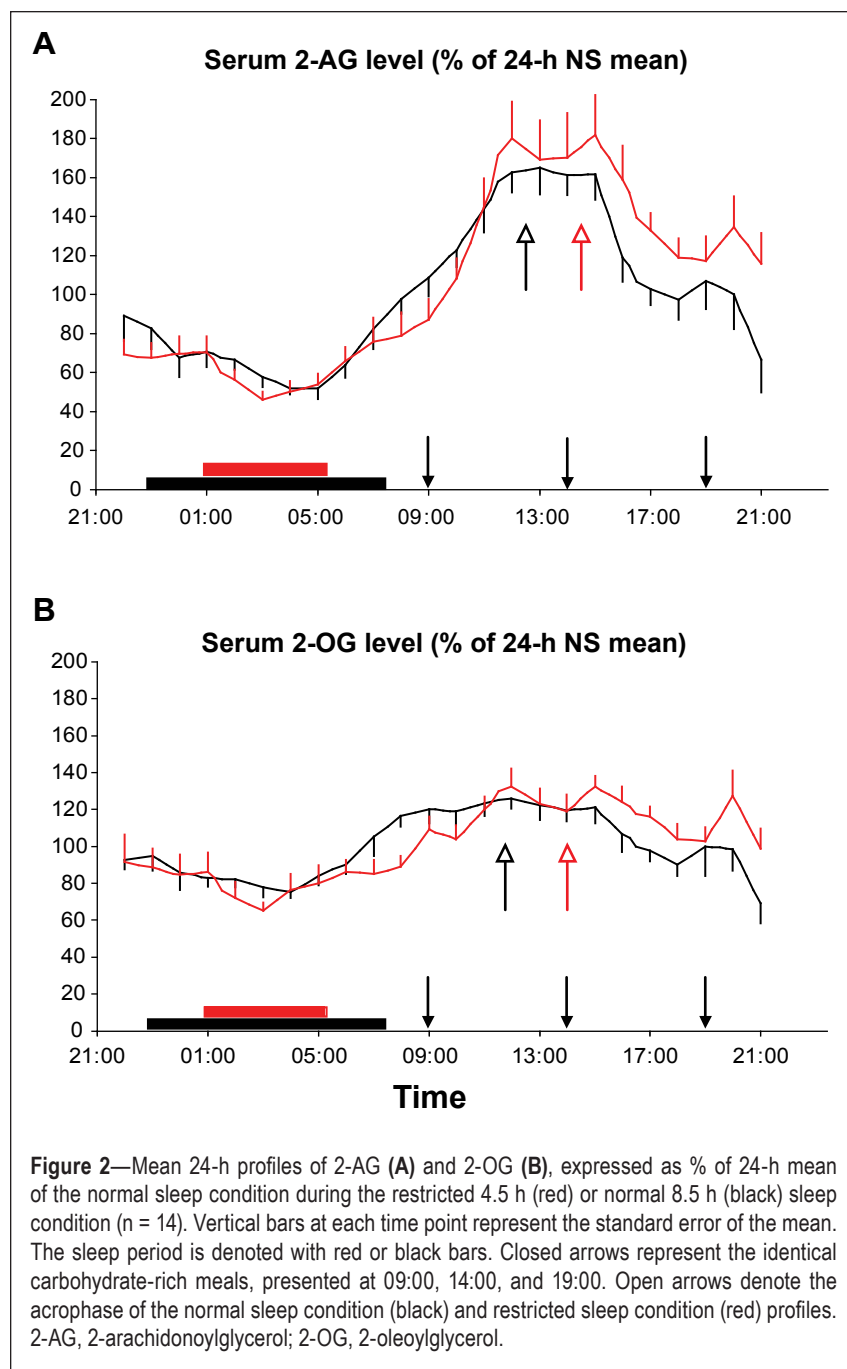 A
Serum 2-AG level (% of 24-h NS mean)
200
180
160
140
120
100
80
60
40
20
0
21:00 01:00 05:00 09:00 13:00 17:00 21:00
B
Serum 2-OG level (% of 24-h NS mean)
200
180
160
140
120
100
80
60
40
20
0
21:00 01:00 05:00 09:00 13:00 17:00 21:00
Time
Figure 2—Mean 24-h profiles of 2-AG (A) and 2-OG (B), expressed as % of 24-h mean
of the normal sleep condition during the restricted 4.5 h (red) or normal 8.5 h (black) sleep
condition (n = 14). Vertical bars at each time point represent the standard error of the mean.
The sleep period is denoted with red or black bars. Closed arrows represent the identical
carbohydrate-rich meals, presented at 09:00, 14:00, and 19:00. Open arrows denote the
acrophase of the normal sleep condition (black) and restricted sleep condition (red) profiles.
2-AG, 2-arachidonoylglycerol; 2-OG, 2-oleoylglycerol.